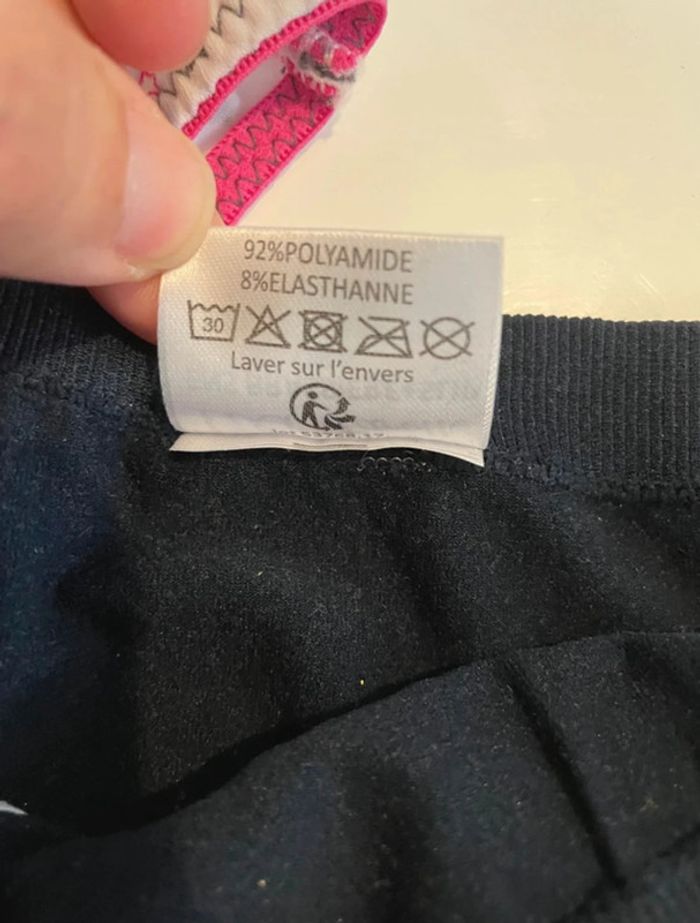 92%POLYAMIDE
8%ELASTHANNE
30
Laver sur l'envers